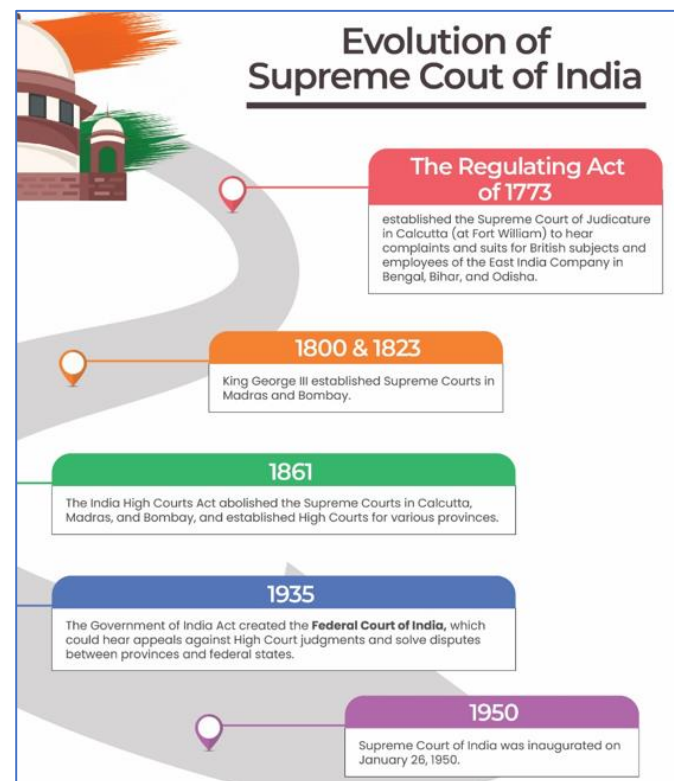 Evolution of
Supreme Cout of India
The Regulating Act
of 1773
established the Supreme Court of Judicature
in Calcutta (at Fort William) to hear
complaints and suits for British subjects and
employees of the East India Company in
Bengal, Bihar, and Odisha.
1800 & 1823
King George III established Supreme Courts in
Madras and Bombay.
1861
The India High Courts Act abolished the Supreme Courts in Calcutta,
Madras, and Bombay, and established High Courts for various provinces.
1935
The Government of India Act created the Federal Court of India, which
could hear appeals against High Court judgments and solve disputes
between provinces and federal states.
1950
Supreme Court of India was inaugurated on
January 26, 1950.